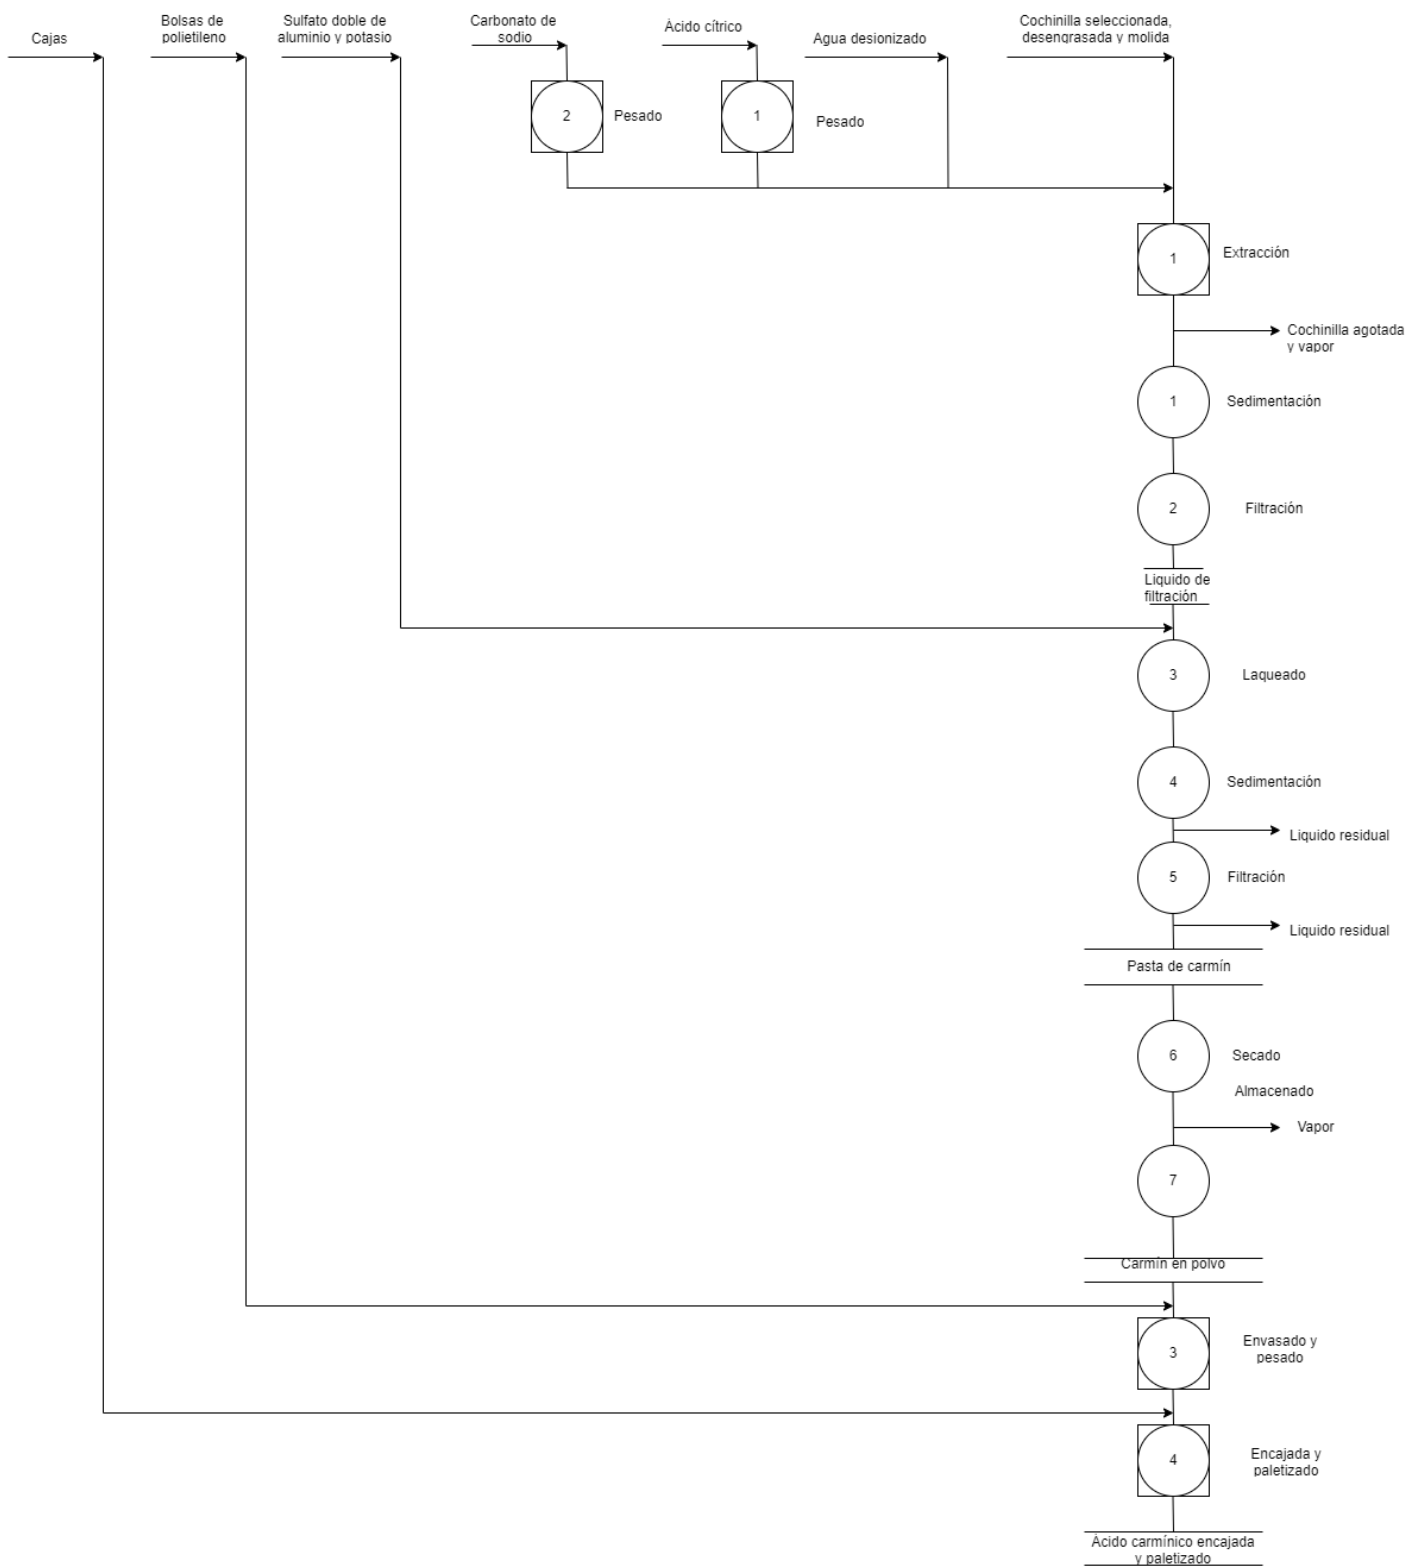 Cajas
Bolsas de
polietileno
Sulfato doble de
aluminio y potasio
Carbonato de
sodio
Ácido cítrico
Agua desionizado
Cochinilla seleccionada,
desengrasada y molida
2
Pesado
1
Pesado
1
Extracción
Cochinilla agotada
y vapor
1
Sedimentación
2
Filtración
Liquido de
filtración
3
Laqueado
4
Sedimentación
Liquido residual
5
Filtración
Liquido residual
Pasta de carmín
6
Secado
Almacenado
Vapor
7
Carmín en polvo
3
Envasado y
pesado
4
Encajada y
paletizado
Ácido carmínico encajada
y paletizado